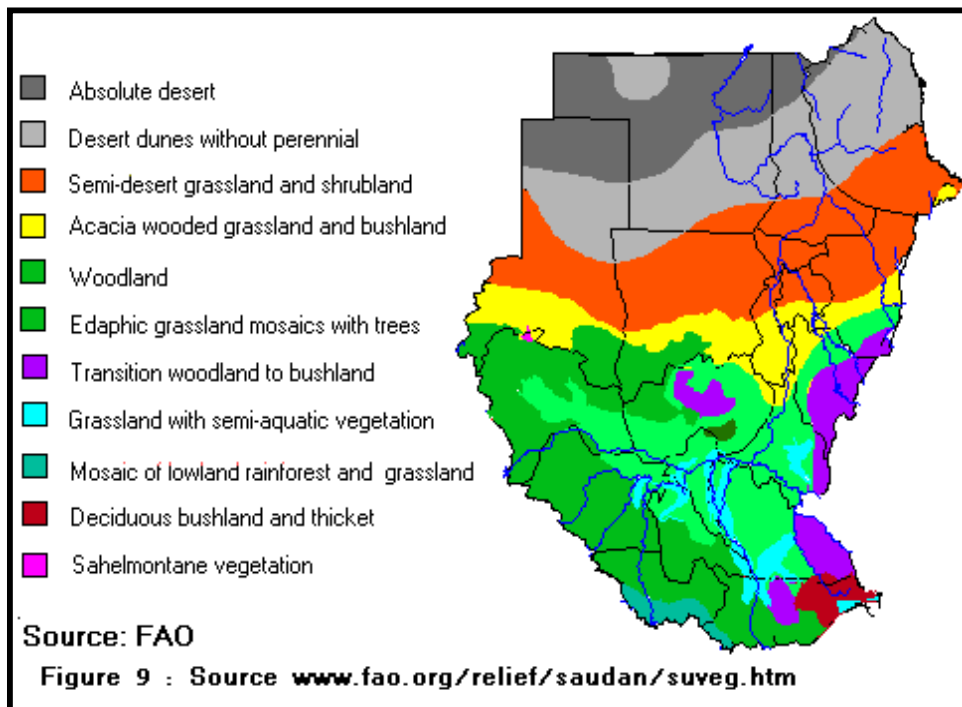 Absolute desert
Desert dunes without perennial
Semi-desert grassland and shrubland
Acacia wooded grassland and bushland
Woodland
Edaphic grassland mosaics with trees
Transition woodland to bushland
Grassland with semi-aquatic vegetation
Mosaic of lowland rainforest and grassland
Deciduous bushland and thicket
Sahelmontane vegetation
Source: FAO
Figure 9 : Source www.fao.org/relief/saudan/suveg.htm